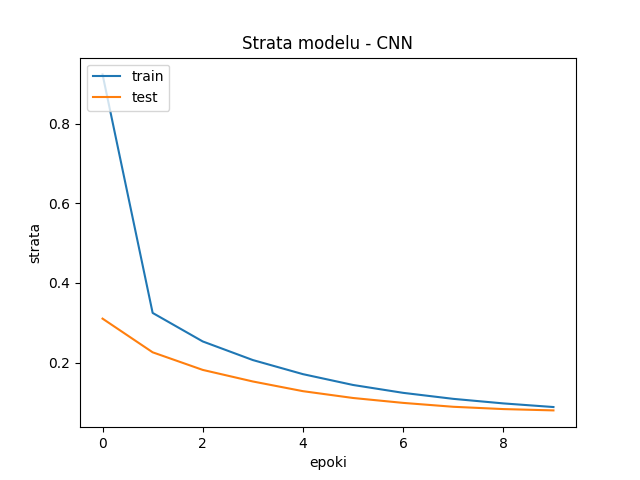 Strata modelu - CNN
train
test
strata
0.8
0.6
0.4
0.2
0
2
4
6
8
epoki